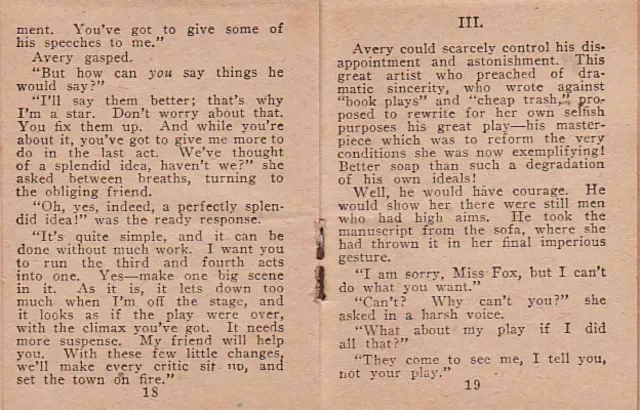 ment. You've got to give some of
his speeches to me."
Avery gasped.
"But how can you say things he
would say?"
"I'll say them better; that's why
I'm a star. Don't worry about that.
You fix them up. And while you're
about it, you've got to give me more to
do in the last act. We've thought
of a splendid idea, haven't we?" she
asked between breaths, turning to
the obliging friend.
"Oh, yes, indeed, a perfectly splen-
did idea!" was the ready response.
"It's quite simple, and it can be
done without much work. I want you
to run the third and fourth acts
into one. Yes—make one big scene
in it. As it is, it lets down too
much when I'm off the stage, and
it looks as if the play were over,
with the climax you've got. It needs
more suspense. My friend will help
you. With these few little changes,
we'll make every critic sit up, and
set the town on fire."
18
III.
Avery could scarcely control his dis-
appointment and astonishment. This
great artist who preached of dra-
matic sincerity, who wrote against
"book plays" and "cheap trash," pro-
posed to rewrite for her own selfish
purposes his great play—his master-
piece which was to reform the very
conditions she was now exemplifying!
Better soap than such a degradation
of his own ideals!
Well, he would have courage. He
would show her there were still men
who had high aims. He took the
manuscript from the sofa, where she
had thrown it in her final imperious
gesture.
"I am sorry, Miss Fox, but I can't
do what you want."
"Can't? Why can't you?" she
asked in a harsh voice.
"What about my play if I did
all that?"
"They come to see me, I tell you,
not your play."
19